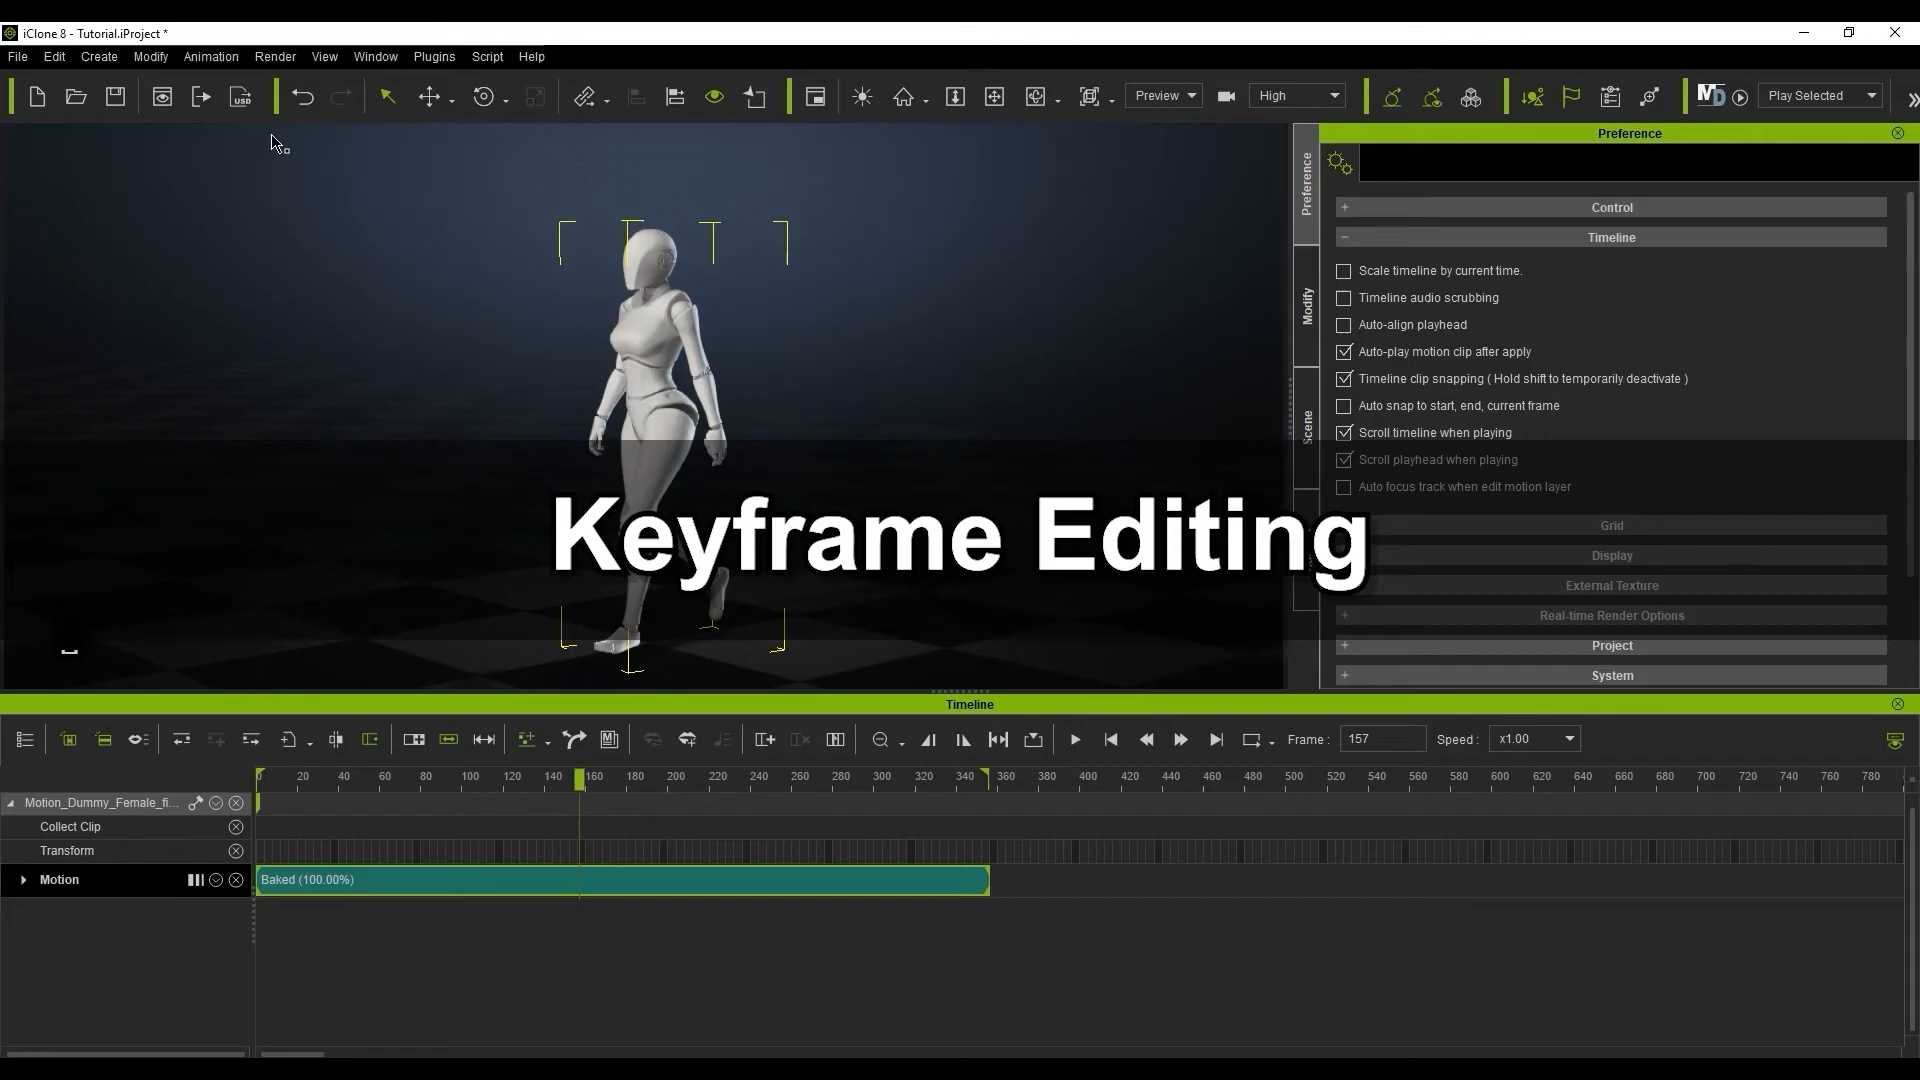 iClone 8 - Tutorial.iProject *
File Edit Create Modify Animation Render View Window Plugins Script Help
USD
Preview
High
MD
Play Selected
Preference
Preference
Modify
Scene
Control
Timeline
Scale timeline by current time.
Timeline audio scrubbing
Auto-align playhead
Auto-play motion clip after apply
Timeline clip snapping ( Hold shift to temporarily deactivate )
Auto snap to start, end, current frame
Scroll timeline when playing
Scroll playhead when playing
Auto focus track when edit motion layer
Grid
Display
External Texture
Real-time Render Options
Project
System
Keyframe Editing
Timeline
Frame : 157 Speed : x1.00
0 20 40 60 80 100 120 140 160 180 200 220 240 260 280 300 320 340 360 380 400 420 440 460 480 500 520 540 560 580 600 620 640 660 680 700 720 740 760 780
Motion_Dummy_Female_fi...
Collect Clip
Transform
Motion
Baked (100.00%)